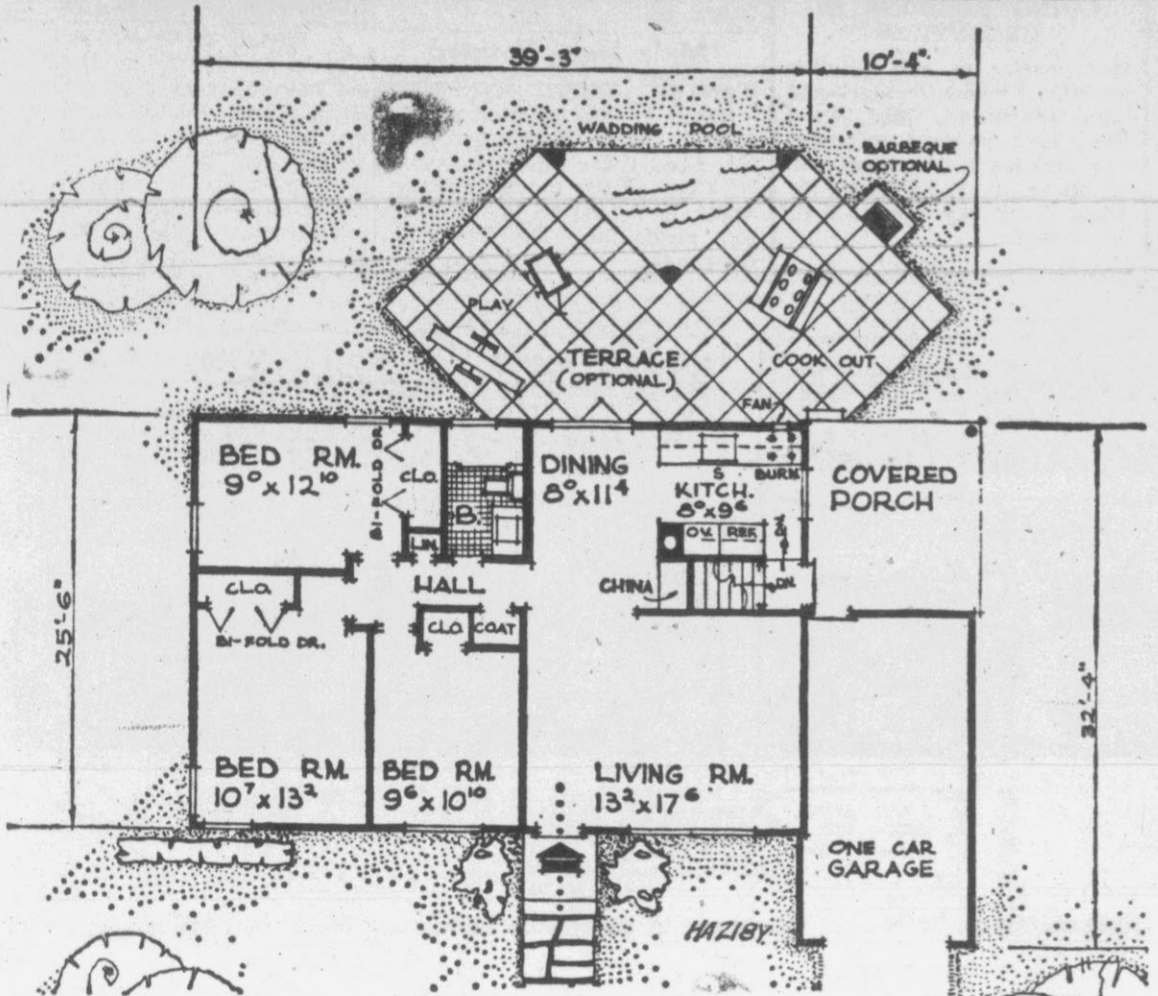 39'-3"
10'-4"
WADDING POOL
BARBEQUE
OPTIONAL
PLAY
TERRACE
(OPTIONAL)
COOK OUT
FAN
BED RM.
9⁰ x 12¹⁰
BI-FOLD DR.
CLO.
B.
LIN.
DINING
8⁰ x 11⁴
S
BURN.
KITCH.
8⁰ x 9⁶
OV.
REF.
DN.
COVERED
PORCH
CLO.
BI-FOLD DR.
HALL
CLO.
COAT
CHINA
DN.
25'-6"
32'-4"
BED RM.
10⁷ x 13²
BED RM.
9⁶ x 10¹⁰
LIVING RM.
13² x 17⁶
ONE CAR
GARAGE
HAZIBY